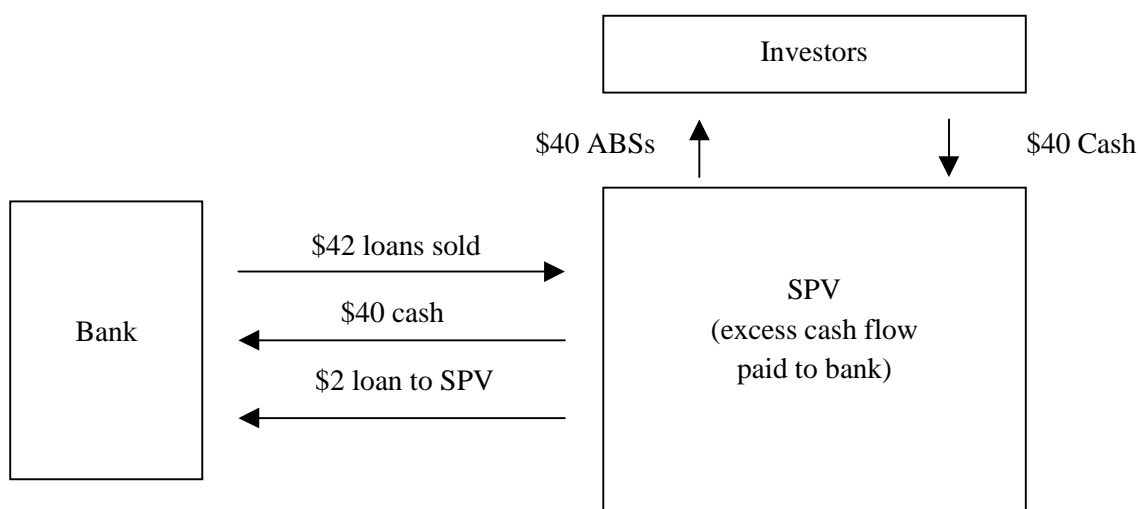 Investors
$40 ABSs
$40 Cash
$42 loans sold
$40 cash
$2 loan to SPV
Bank
SPV
(excess cash flow
paid to bank)